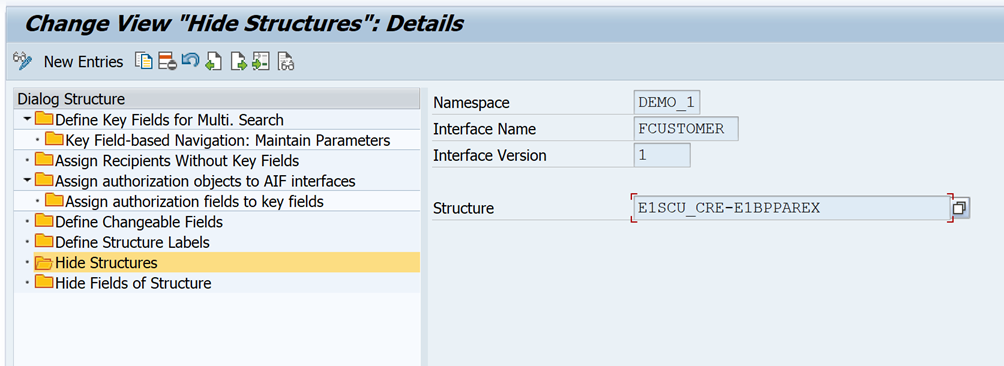 Change View "Hide Structures": Details
New Entries
Dialog Structure
Define Key Fields for Multi. Search
Key Field-based Navigation: Maintain Parameters
Assign Recipients Without Key Fields
Assign authorization objects to AIF interfaces
Assign authorization fields to key fields
Define Changeable Fields
Define Structure Labels
Hide Structures
Hide Fields of Structure
Namespace DEMO_1
Interface Name FCUSTOMER
Interface Version 1
Structure E1SCU_CRE-E1BPPAREX